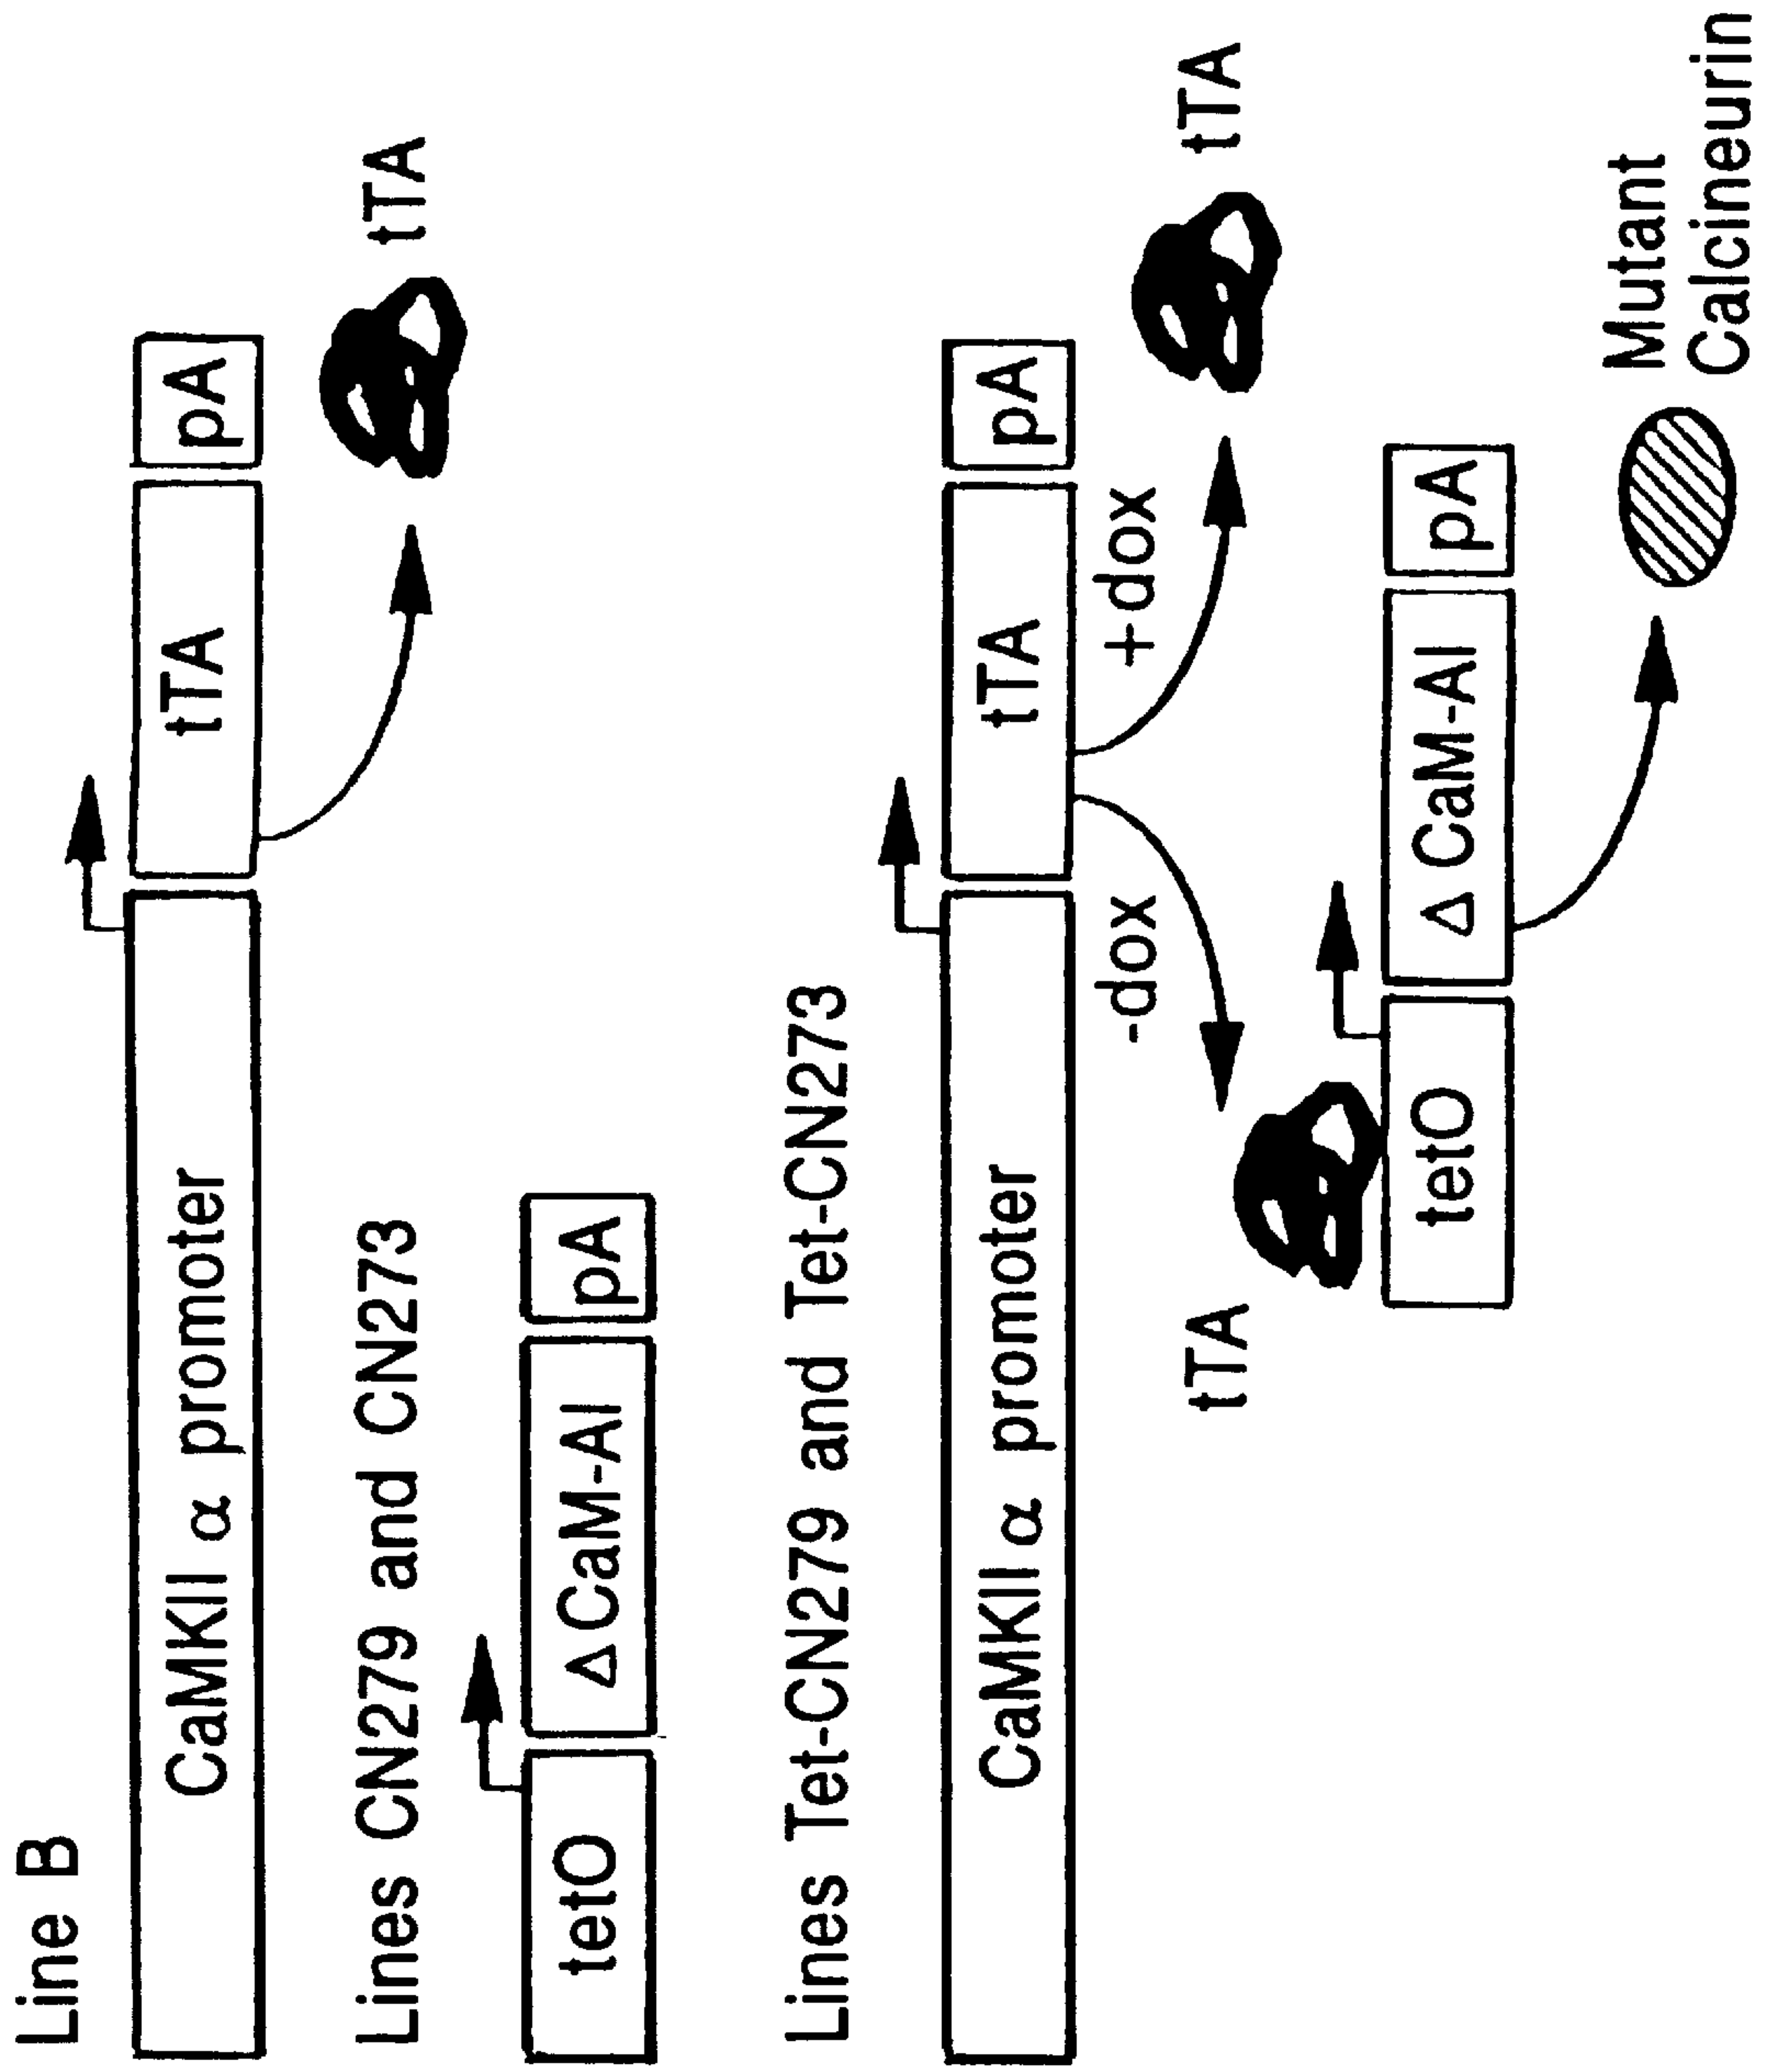 Line B
CaMKII α promoter
tTA
pA
tTA
Lines CN279 and CN273
tetO
Δ CaM-AI
pA
Lines Tet-CN279 and Tet-CN273
CaMKII α promoter
tTA
pA
-dox
+dox
tTA
tTA
tetO
Δ CaM-AI
pA
Mutant
Calcineurin